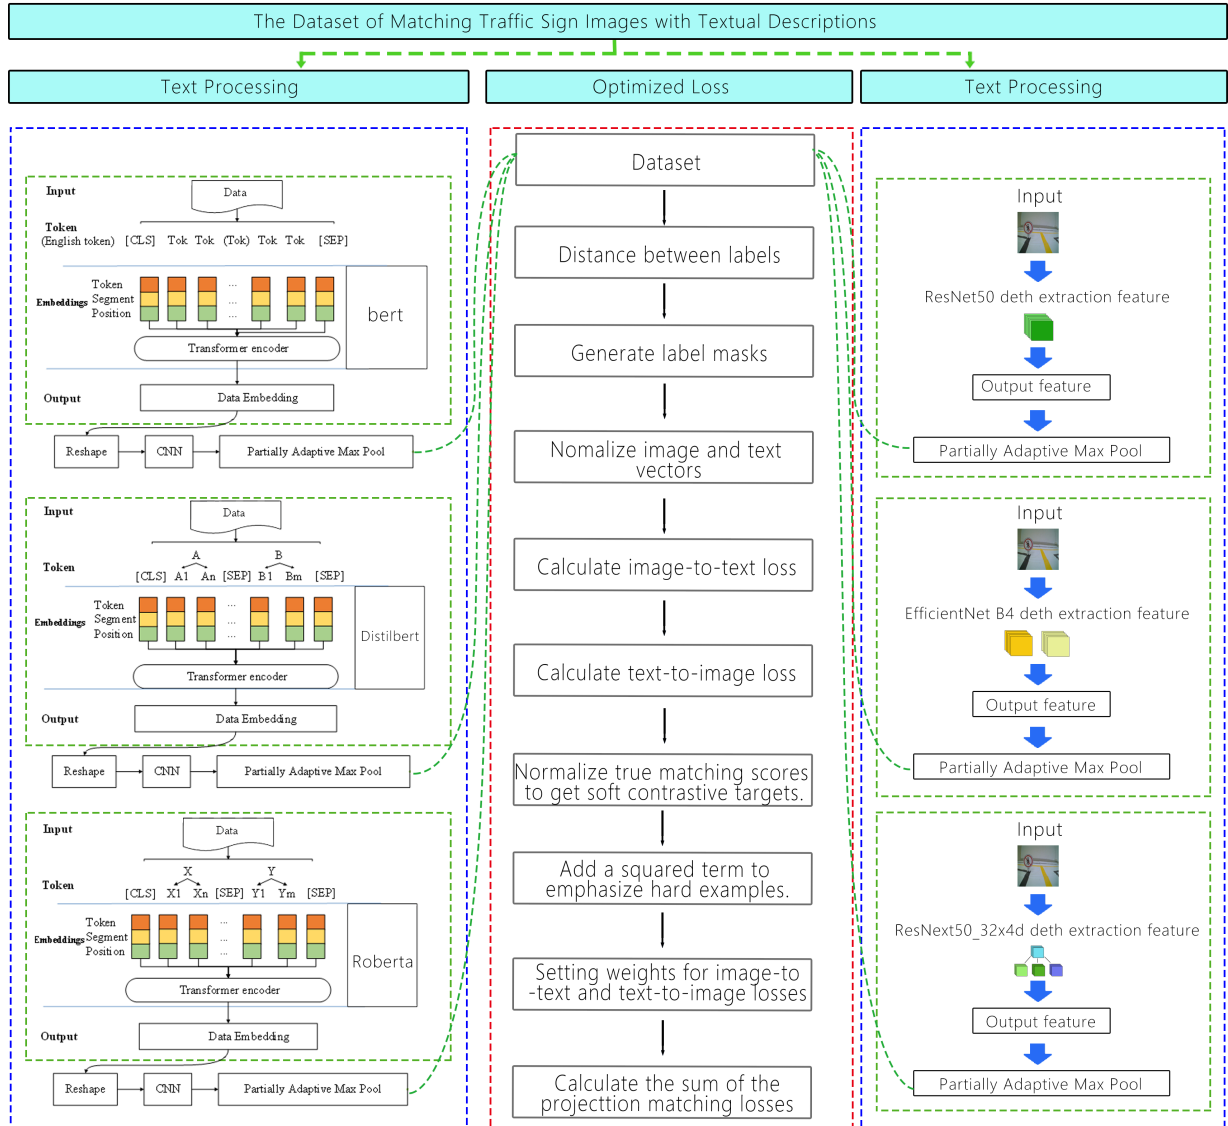 The Dataset of Matching Traffic Sign Images with Textual Descriptions
Text Processing
Optimized Loss
Text Processing
Input
Data
Token
(English token)
[CLS] Tok Tok (Tok) Tok Tok [SEP]
Embeddings
Token
Segment
Position
...
...
...
bert
Transformer encoder
Output
Data Embedding
Reshape
CNN
Partially Adaptive Max Pool
Input
Data
A B
Token
[CLS] A1 An [SEP] B1 Bm [SEP]
Embeddings
Token
Segment
Position
...
...
...
Distilbert
Transformer encoder
Output
Data Embedding
Reshape
CNN
Partially Adaptive Max Pool
Input
Data
X Y
Token
[CLS] X1 Xn [SEP] Y1 Ym [SEP]
Embeddings
Token
Segment
Position
...
...
...
Roberta
Transformer encoder
Output
Data Embedding
Reshape
CNN
Partially Adaptive Max Pool
Dataset
Distance between labels
Generate label masks
Nomalize image and text
vectors
Calculate image-to-text loss
Calculate text-to-image loss
Normalize true matching scores
to get soft contrastive targets.
Add a squared term to
emphasize hard examples.
Setting weights for image-to
-text and text-to-image losses
Calculate the sum of the
projecttion matching losses
Input
ResNet50 deth extraction feature
Output feature
Partially Adaptive Max Pool
Input
EfficientNet B4 deth extraction feature
Output feature
Partially Adaptive Max Pool
Input
ResNext50_32x4d deth extraction feature
Output feature
Partially Adaptive Max Pool